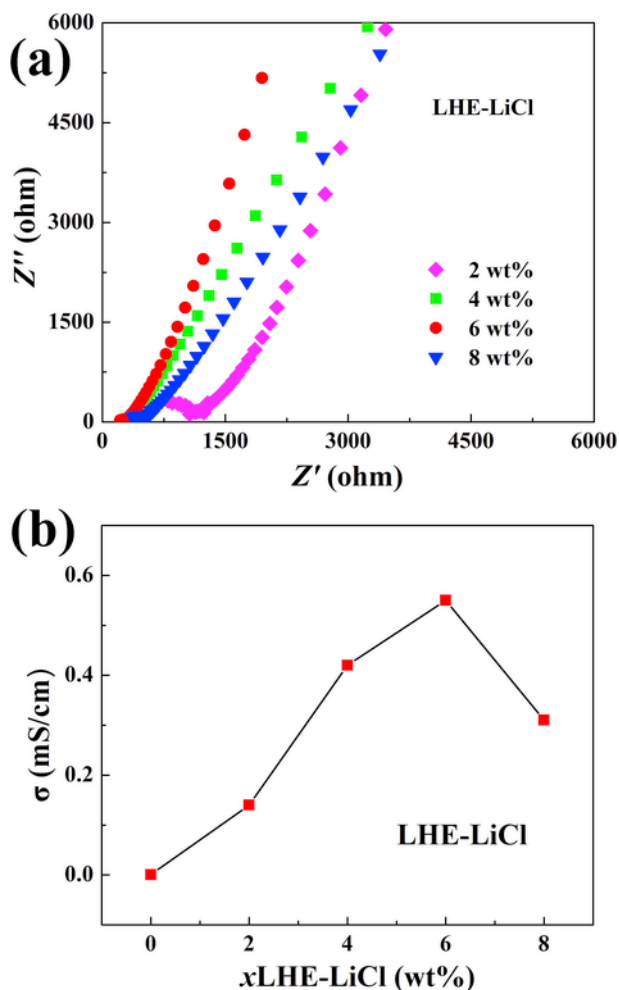 (a)
6000
4500
3000
1500
0
Z'' (ohm)
LHE-LiCl
2 wt%
4 wt%
6 wt%
8 wt%
0 1500 3000 4500 6000
Z' (ohm)
(b)
0.6
0.4
0.2
0.0
σ (mS/cm)
LHE-LiCl
0 2 4 6 8
xLHE-LiCl (wt%)